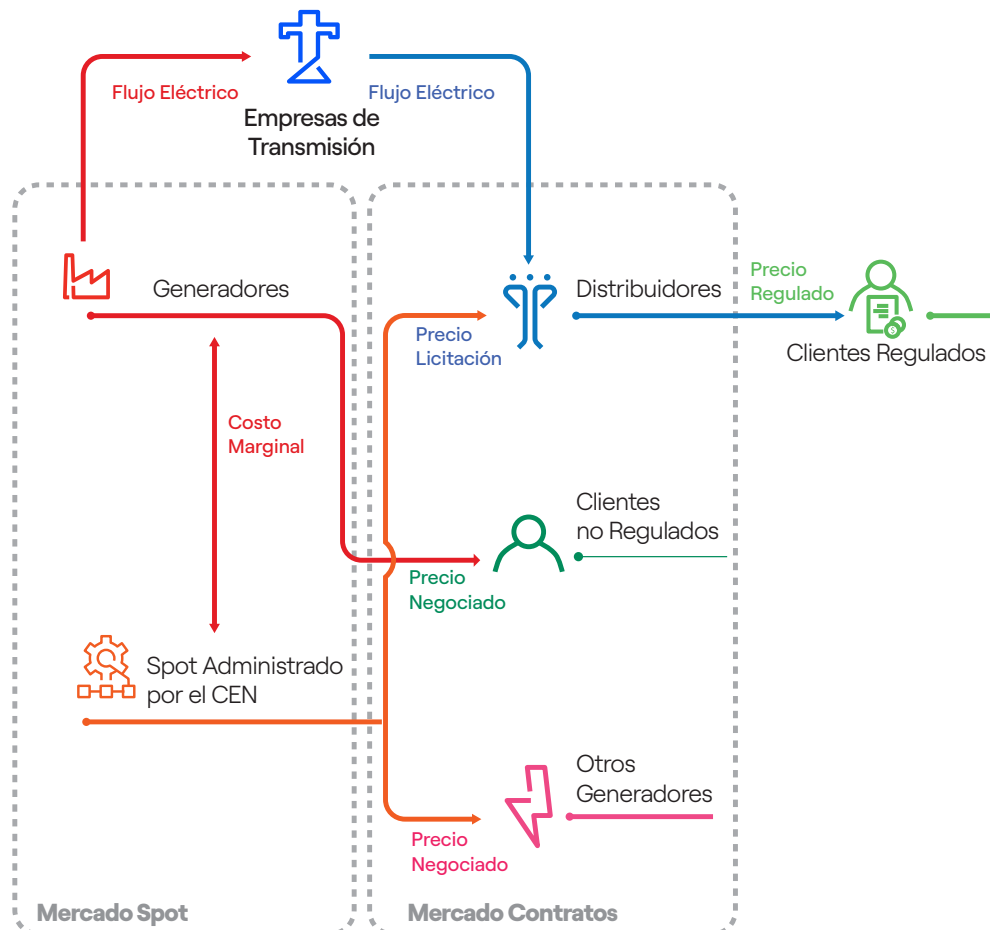 Flujo Eléctrico
Flujo Eléctrico
Empresas de
Transmisión
Generadores
Distribuidores
Precio
Regulado
Precio
Licitación
Clientes Regulados
$
Costo
Marginal
Clientes
no Regulados
Precio
Negociado
Spot Administrado
por el CEN
Otros
Generadores
Precio
Negociado
Mercado Spot
Mercado Contratos